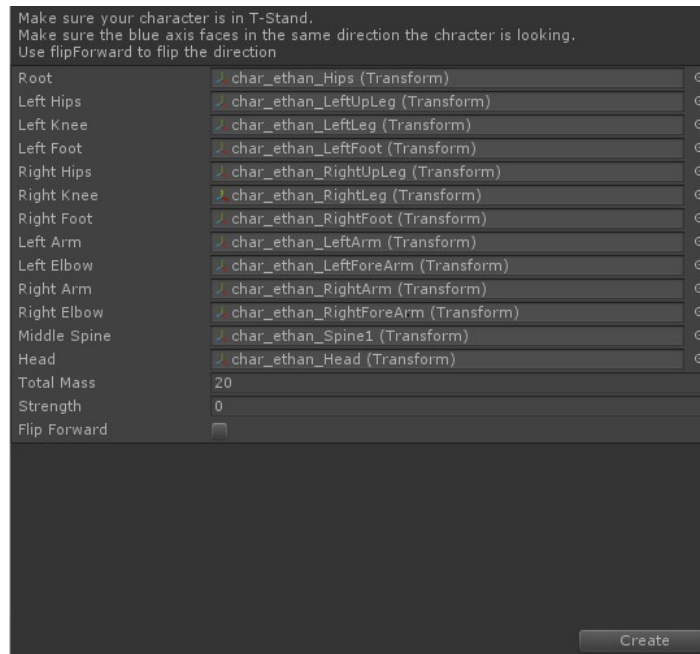 Make sure your character is in T-Stand.
Make sure the blue axis faces in the same direction the chracter is looking.
Use flipForward to flip the direction
Root char_ethan_Hips (Transform)
Left Hips char_ethan_LeftUpLeg (Transform)
Left Knee char_ethan_LeftLeg (Transform)
Left Foot char_ethan_LeftFoot (Transform)
Right Hips char_ethan_RightUpLeg (Transform)
Right Knee char_ethan_RightLeg (Transform)
Right Foot char_ethan_RightFoot (Transform)
Left Arm char_ethan_LeftArm (Transform)
Left Elbow char_ethan_LeftForeArm (Transform)
Right Arm char_ethan_RightArm (Transform)
Right Elbow char_ethan_RightForeArm (Transform)
Middle Spine char_ethan_Spine1 (Transform)
Head char_ethan_Head (Transform)
Total Mass 20
Strength 0
Flip Forward
Create